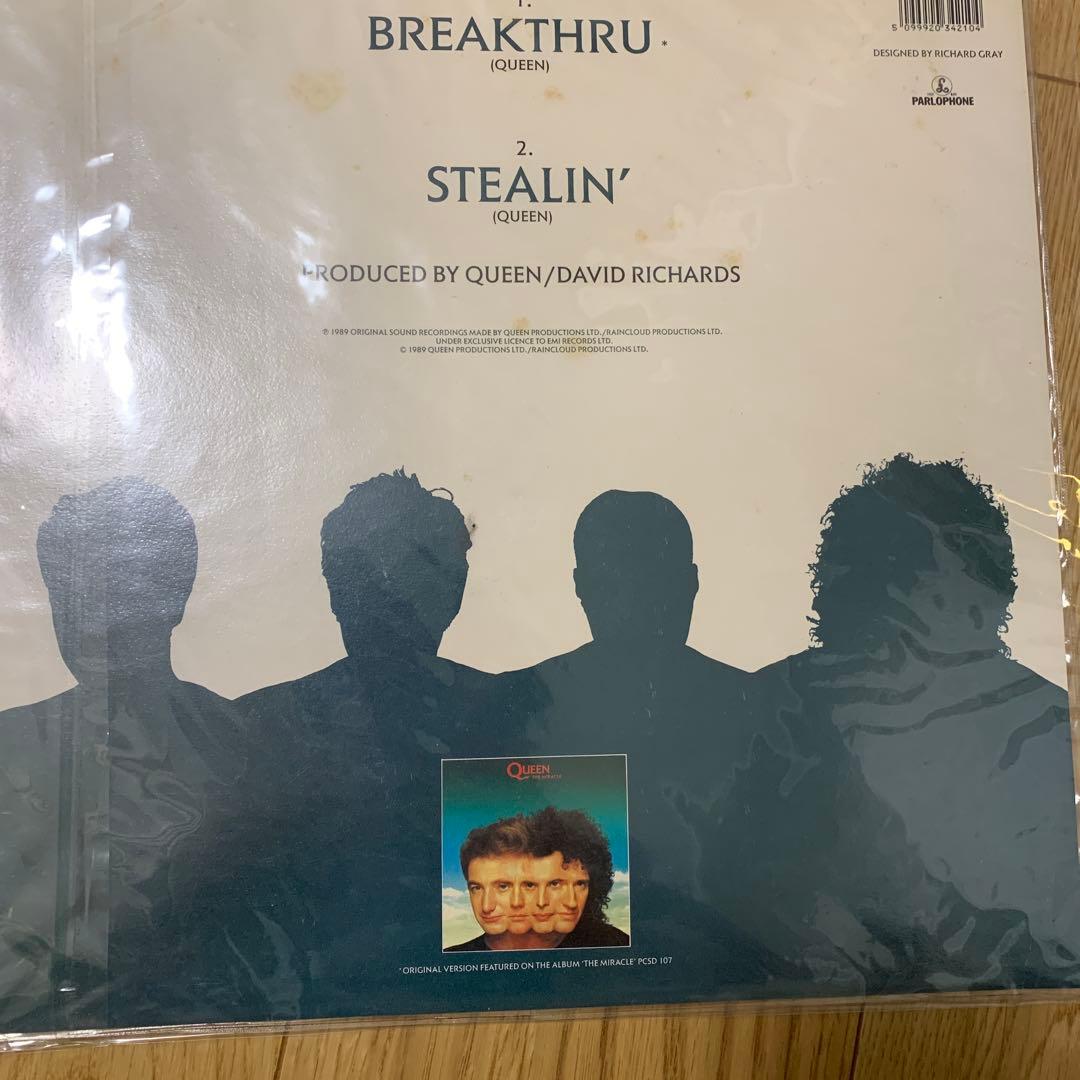 1.
BREAKTHRU *
(QUEEN)
5 099920 342104
DESIGNED BY RICHARD GRAY
PARLOPHONE
2.
STEALIN'
(QUEEN)
PRODUCED BY QUEEN/DAVID RICHARDS
℗ 1989 ORIGINAL SOUND RECORDINGS MADE BY QUEEN PRODUCTIONS LTD./RAINCLOUD PRODUCTIONS LTD.
UNDER EXCLUSIVE LICENCE TO EMI RECORDS LTD.
© 1989 QUEEN PRODUCTIONS LTD./RAINCLOUD PRODUCTIONS LTD.
QUEEN
THE MIRACLE
* ORIGINAL VERSION FEATURED ON THE ALBUM 'THE MIRACLE' PCSD 107